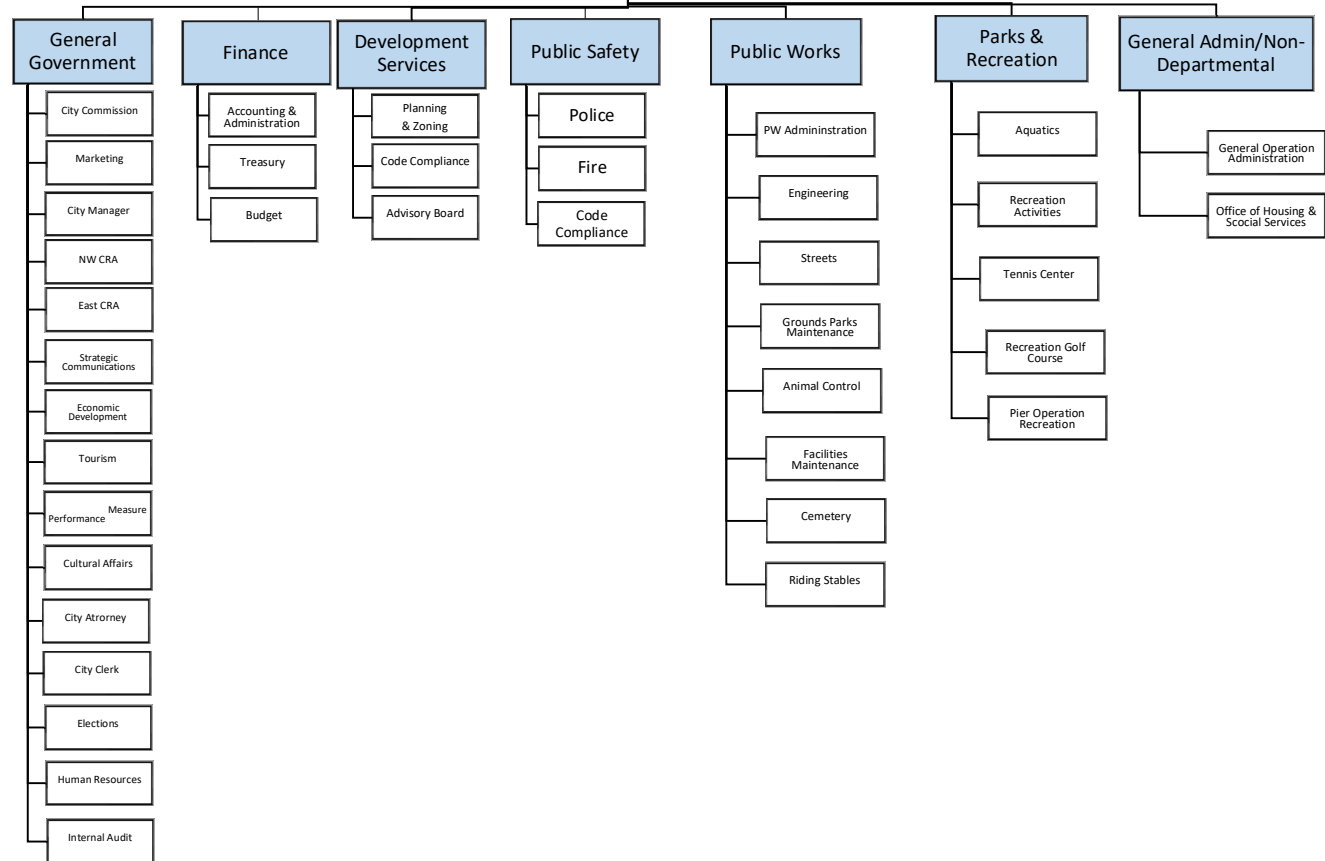 General
Government
City Commission
Marketing
City Manager
NW CRA
East CRA
Strategic
Communications
Economic
Development
Tourism
Performance Measure
Cultural Affairs
City Atrorney
City Clerk
Elections
Human Resources
Internal Audit
Finance
Accounting &
Administration
Treasury
Budget
Development
Services
Planning
& Zoning
Code Compliance
Advisory Board
Public Safety
Police
Fire
Code
Compliance
Public Works
PW Admininstration
Engineering
Streets
Grounds Parks
Maintenance
Animal Control
Facilities
Maintenance
Cemetery
Riding Stables
Parks &
Recreation
Aquatics
Recreation
Activities
Tennis Center
Recreation Golf
Course
Pier Operation
Recreation
General Admin/Non-
Departmental
General Operation
Administration
Office of Housing &
Scocial Services